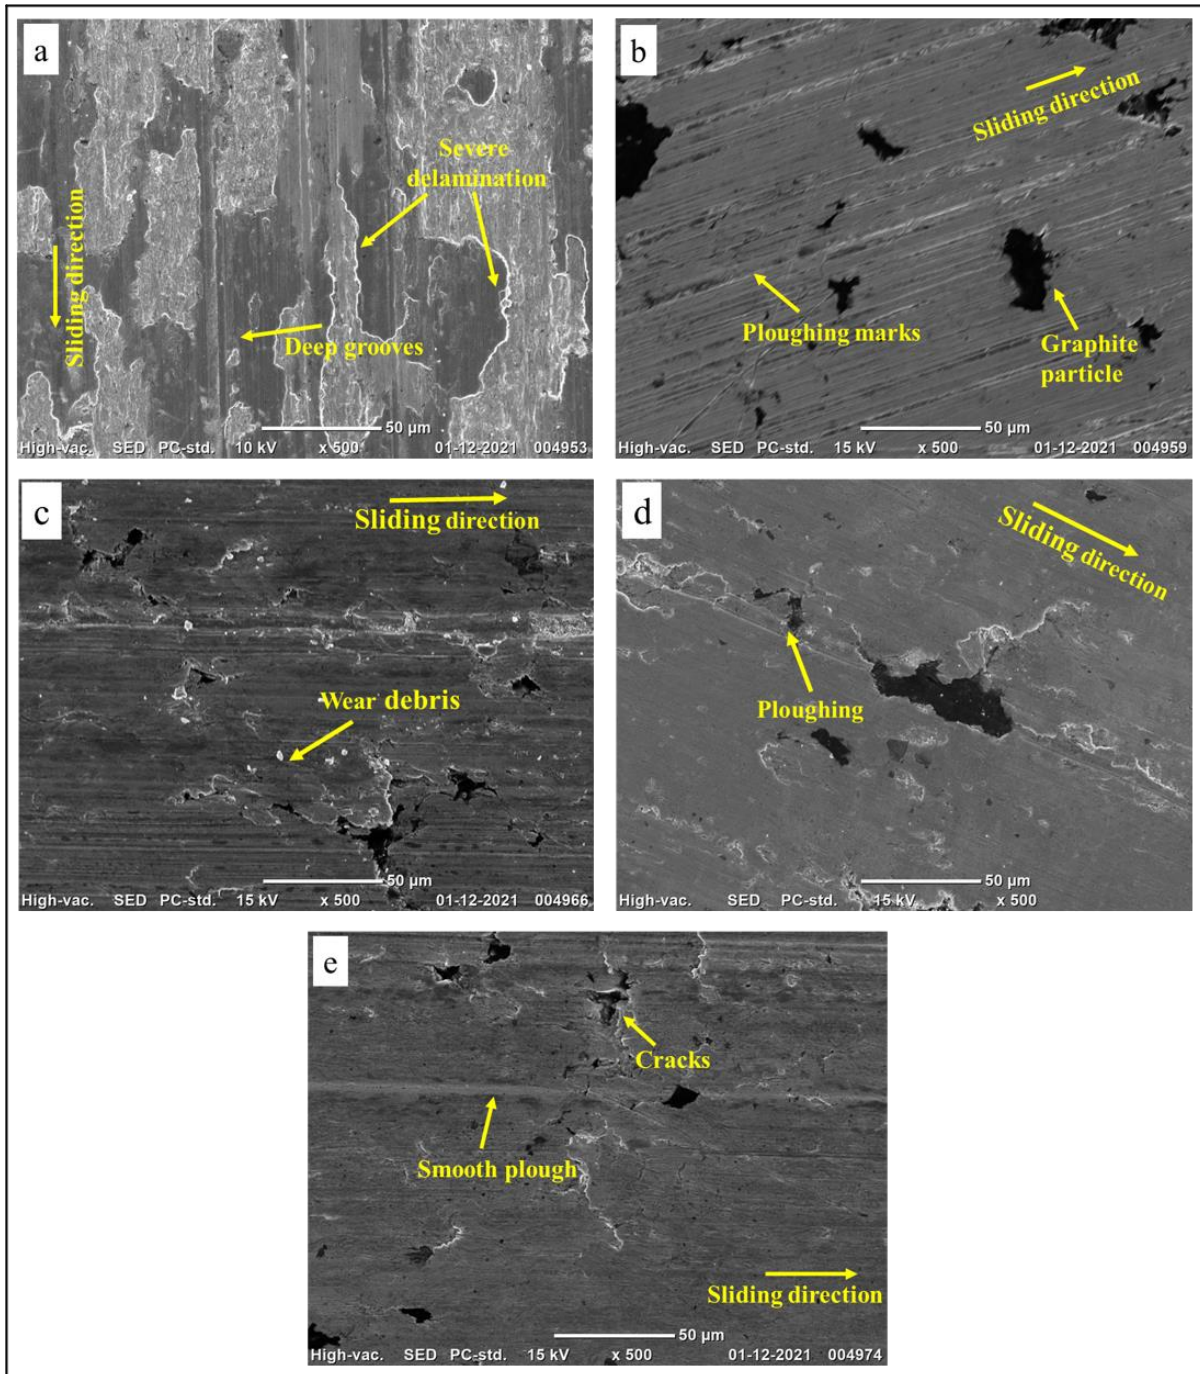 a
Severe
delamination
Sliding direction
Deep grooves
50 µm
High-vac. SED PC-std. 10 kV x 500 01-12-2021 004953
b
Sliding direction
Ploughing marks
Graphite
particle
50 µm
High-vac. SED PC-std. 15 kV x 500 01-12-2021 004959
c
Sliding direction
Wear debris
50 µm
High-vac. SED PC-std. 15 kV x 500 01-12-2021 004966
d
Sliding direction
Ploughing
50 µm
High-vac. SED PC-std. 15 kV x 500
e
Cracks
Smooth plough
Sliding direction
50 µm
High-vac. SED PC-std. 15 kV x 500 01-12-2021 004974